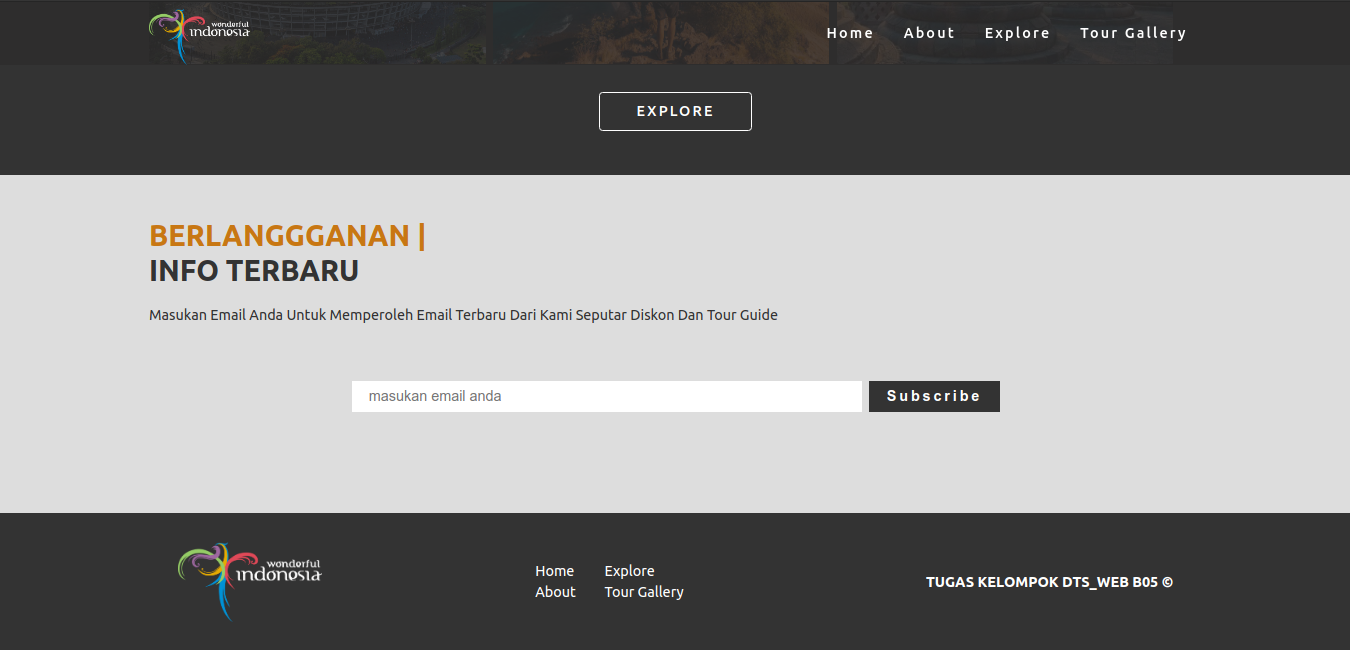 wonderful
indonesia
Home About Explore Tour Gallery
EXPLORE
BERLANGGGANAN |
INFO TERBARU
Masukan Email Anda Untuk Memperoleh Email Terbaru Dari Kami Seputar Diskon Dan Tour Guide
masukan email anda Subscribe
wonderful
indonesia
Home Explore
About Tour Gallery
TUGAS KELOMPOK DTS_WEB B05 ©